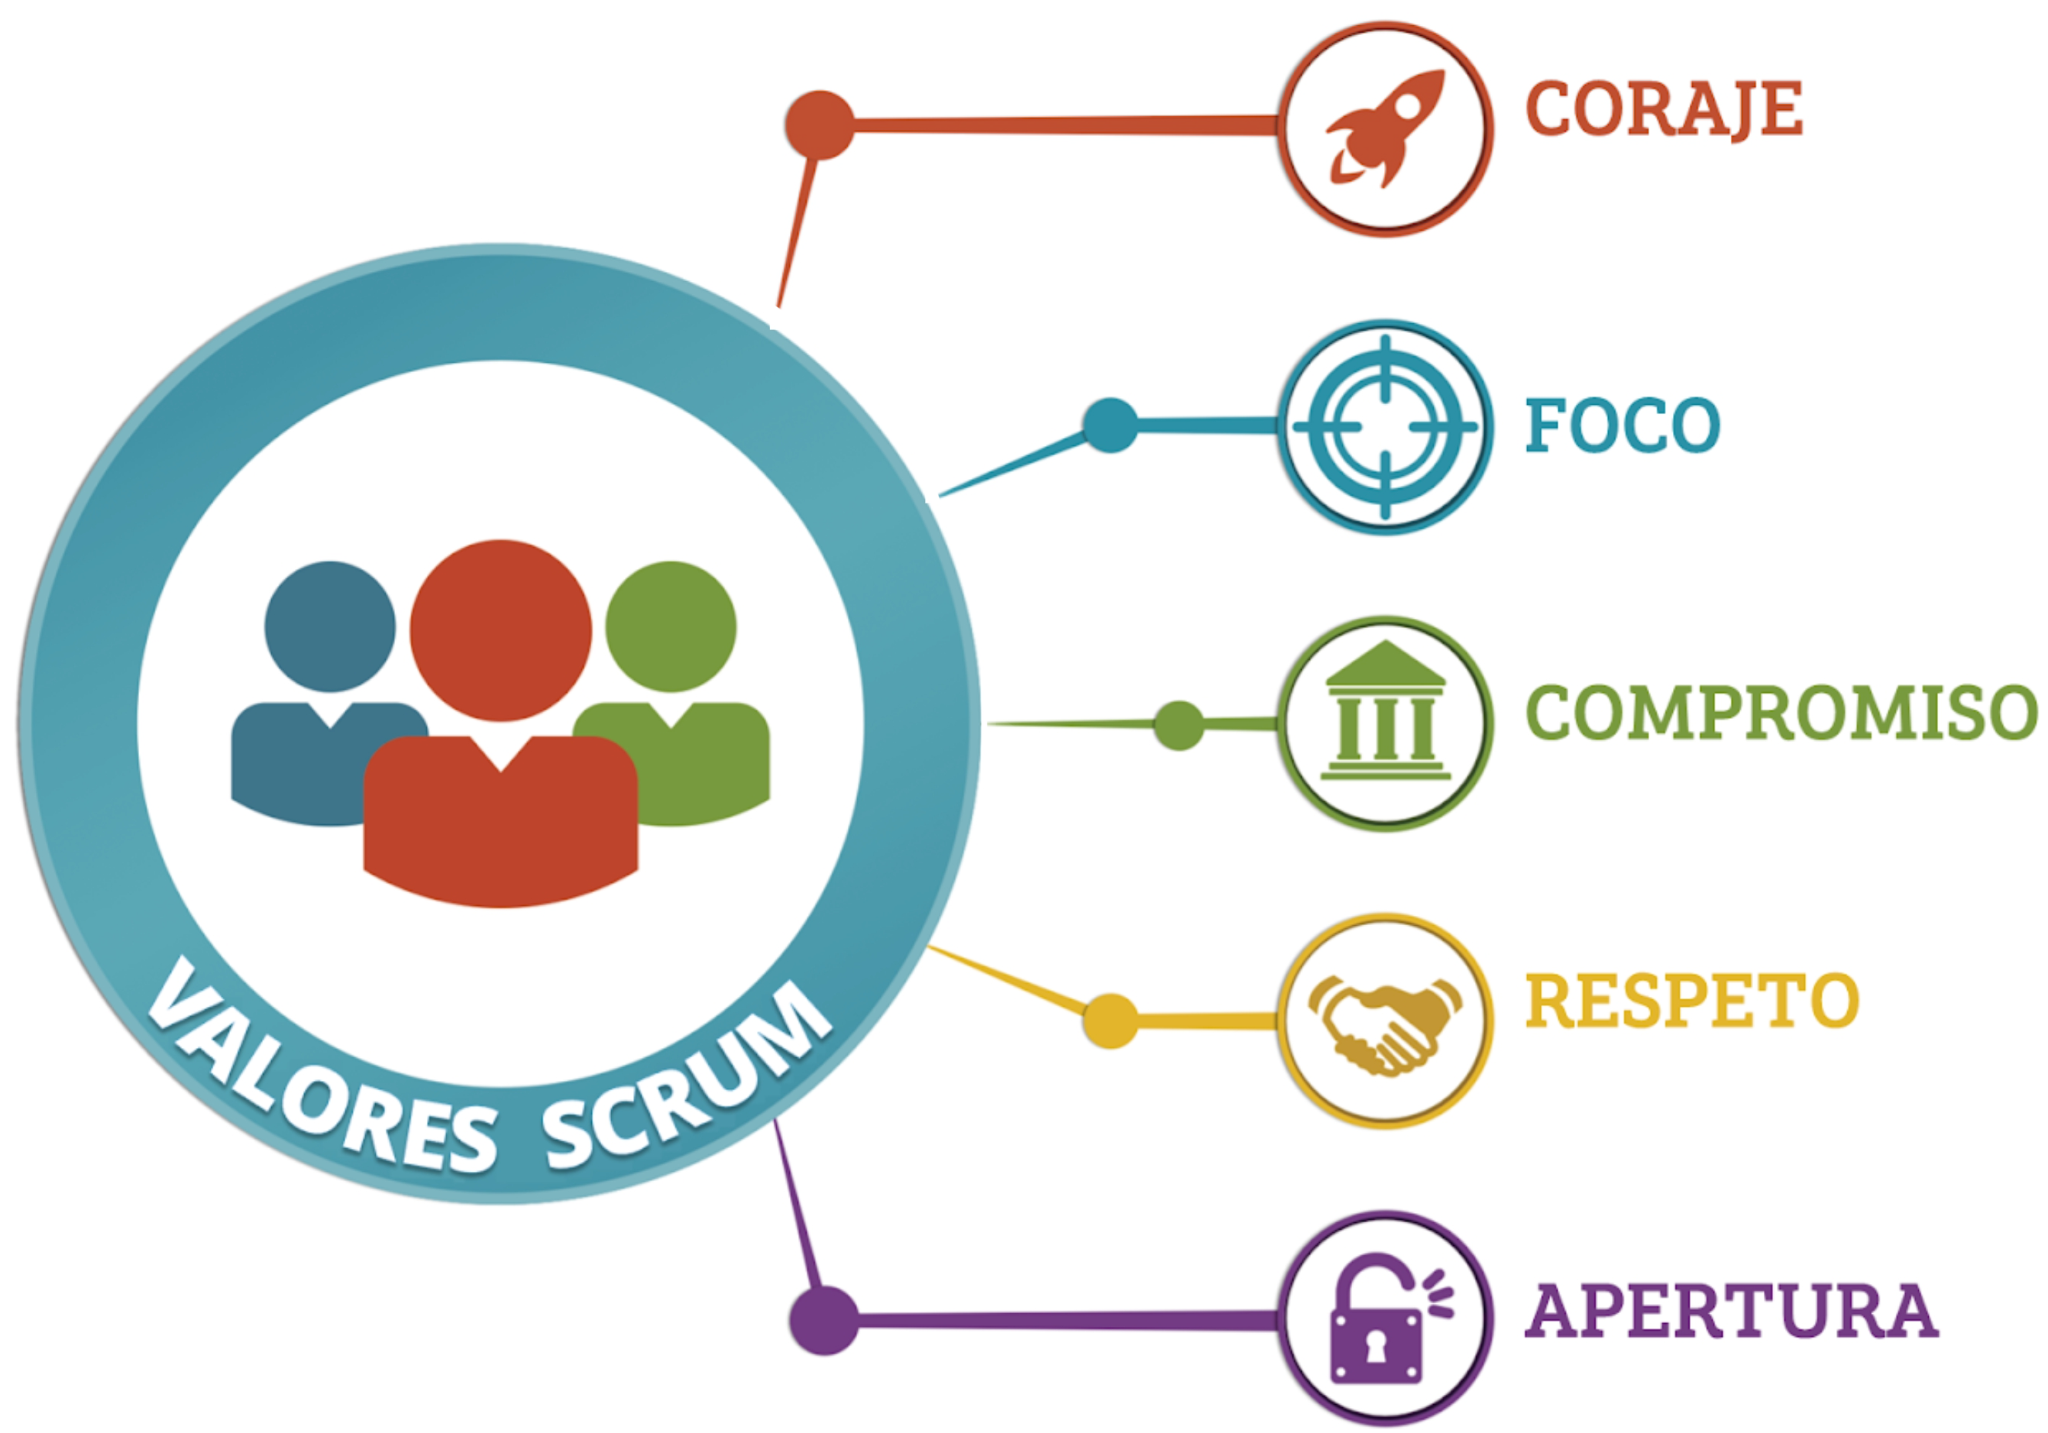 CORAJE
FOCO
COMPROMISO
RESPETO
APERTURA
VALORES SCRUM